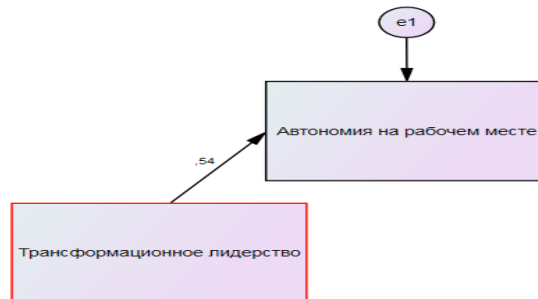 e1
Автономия на рабочем месте
,54
Трансформационное лидерство